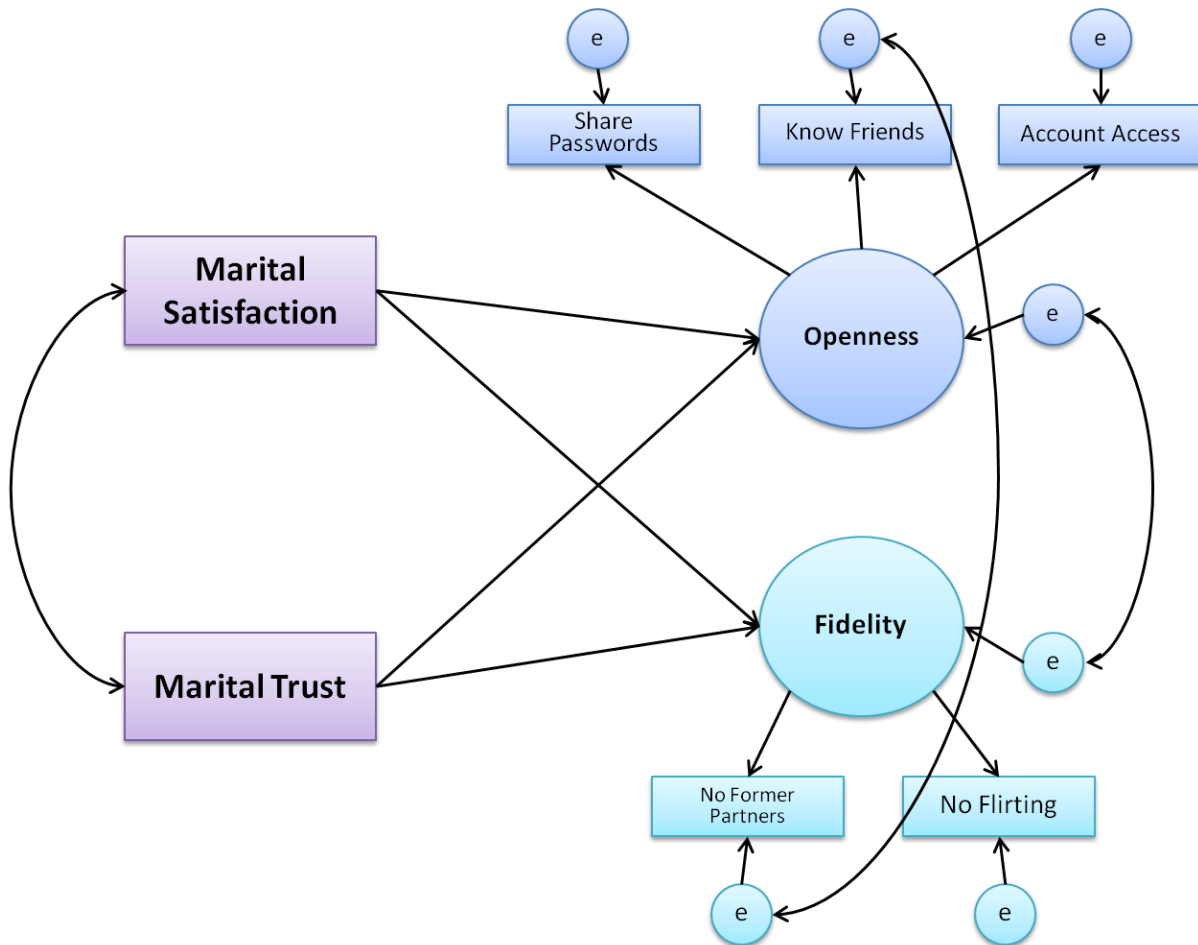 e
e
e
Share
Passwords
Know Friends
Account Access
Marital
Satisfaction
Openness
e
Marital Trust
Fidelity
e
No Former
Partners
No Flirting
e
e